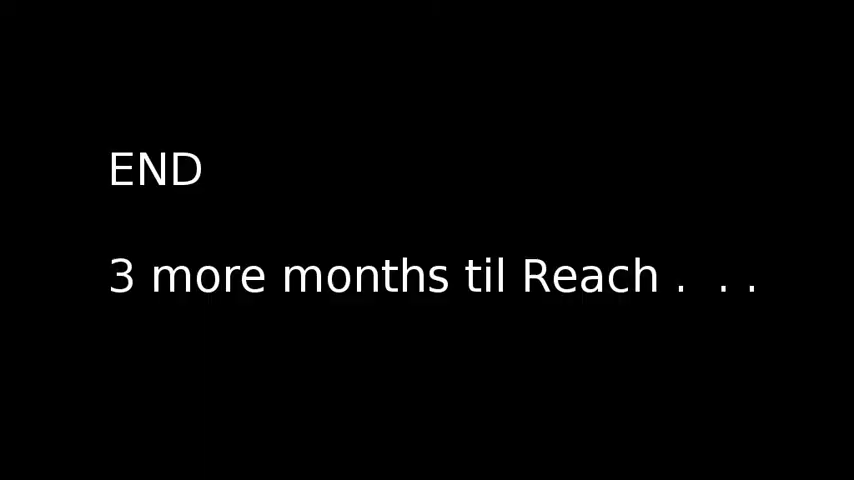 END
3 more months til Reach .  . .